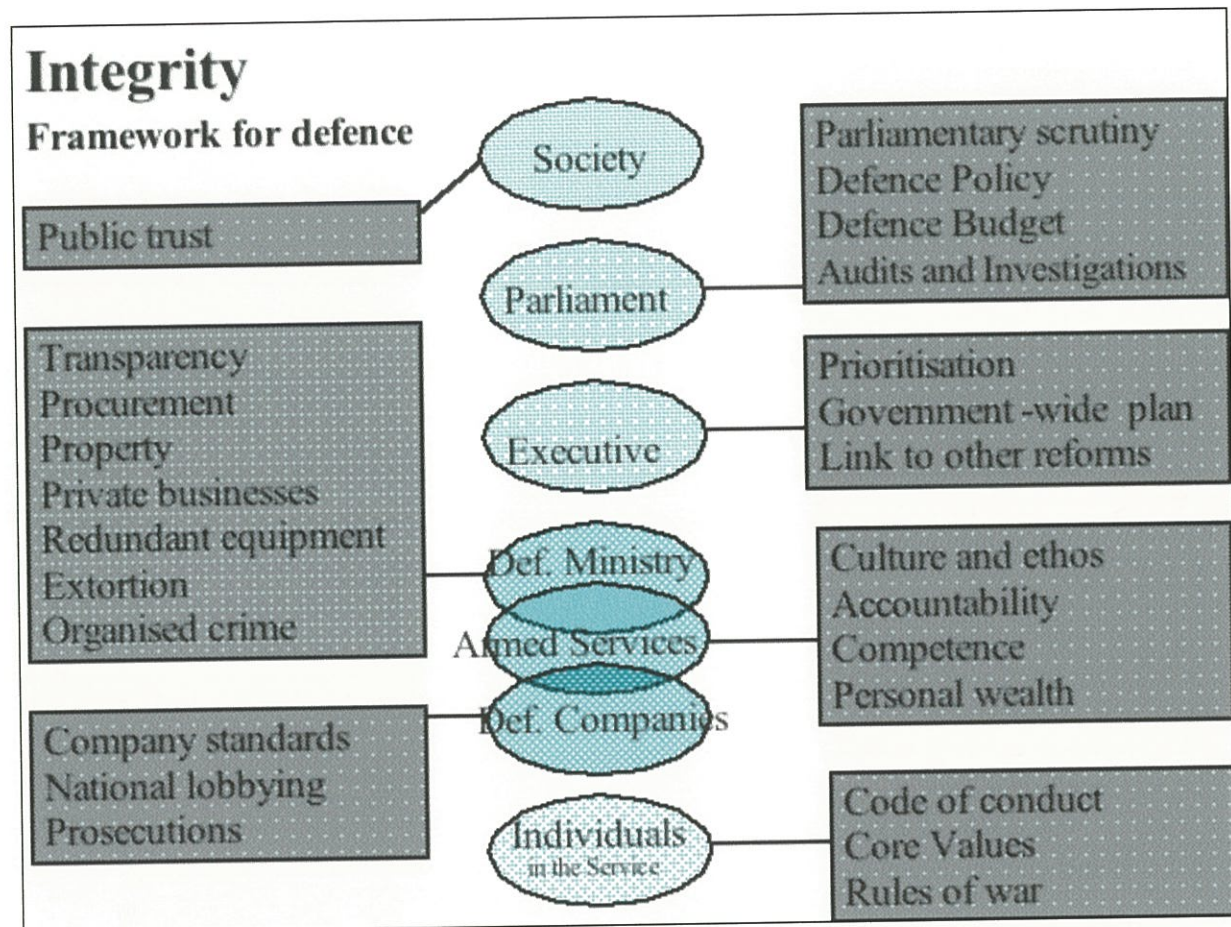 Integrity
Framework for defence
Public trust
Society
Parliamentary scrutiny
Defence Policy
Defence Budget
Audits and Investigations
Parliament
Transparency
Procurement
Property
Private businesses
Redundant equipment
Extortion
Organised crime
Executive
Prioritisation
Government -wide plan
Link to other reforms
Def. Ministry
Armed Services
Culture and ethos
Accountability
Competence
Personal wealth
Def. Companies
Company standards
National lobbying
Prosecutions
Individuals
in the Service
Code of conduct
Core Values
Rules of war